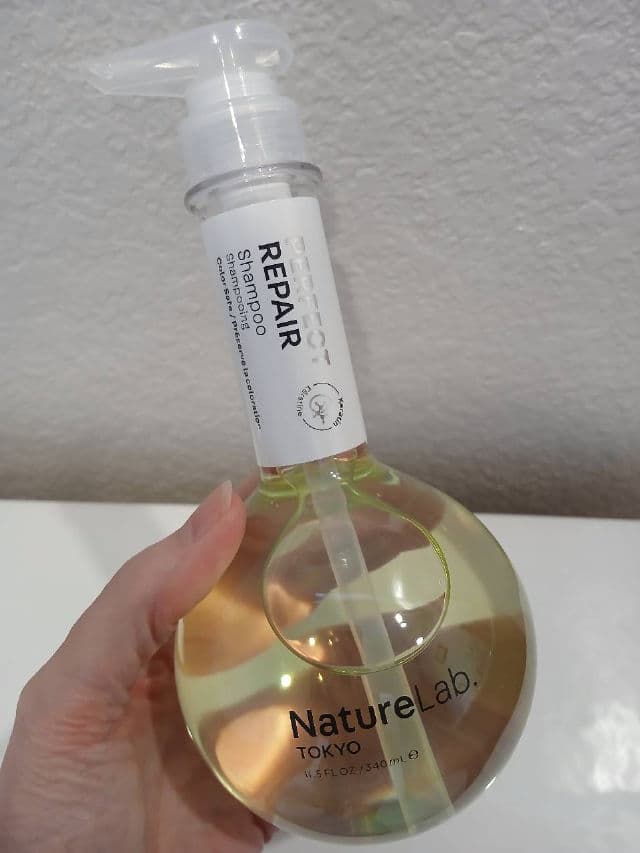 PERFECT
REPAIR
Shampoo
Shampooing
Color Safe / Préserve la coloration
Keratin
Kératine
NatureLab.
TOKYO
11.5 FL OZ / 340 mL ℮